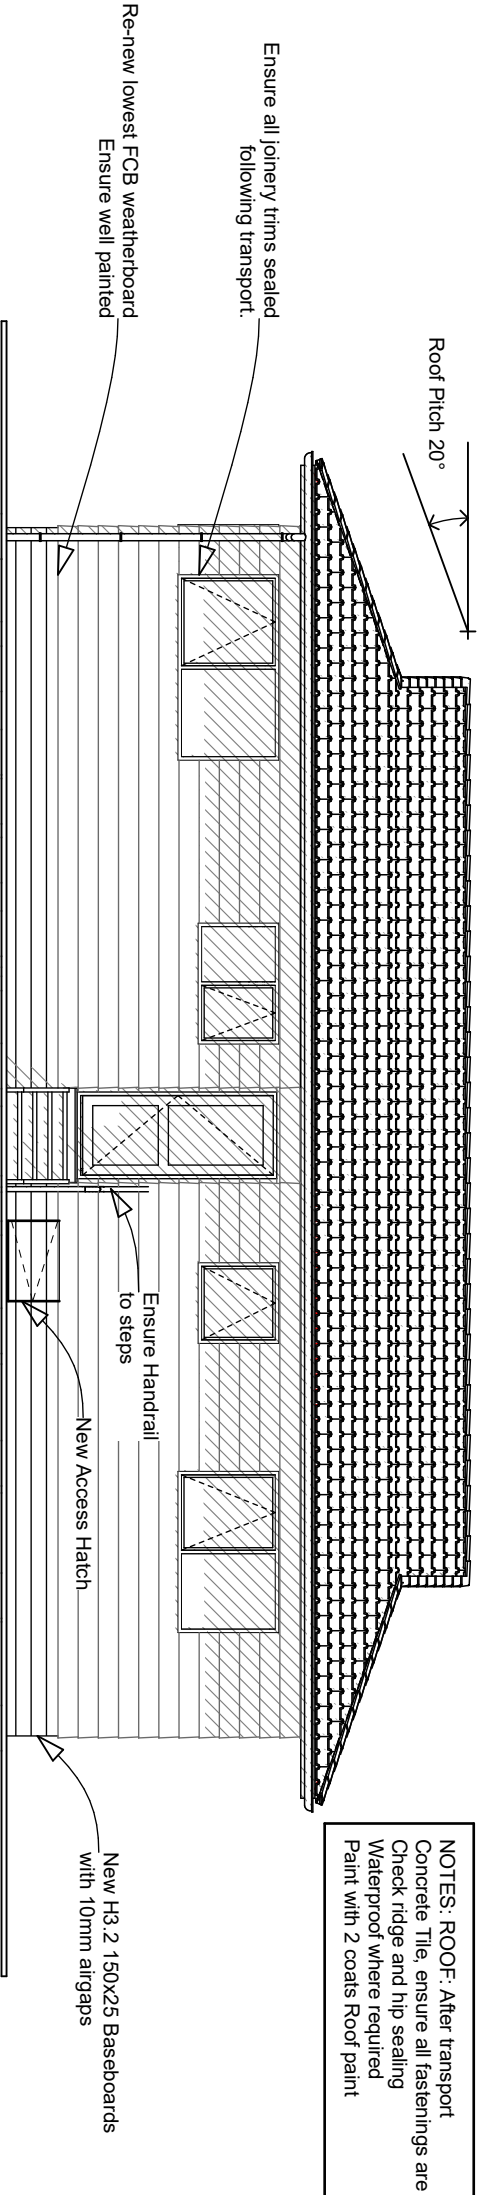 Roof Pitch 20°
NOTES: ROOF: After transport
Concrete Tile, ensure all fastenings are
Check ridge and hip sealing
Waterproof where required
Paint with 2 coats Roof paint
Ensure all joinery trims sealed
following transport.
Re-new lowest FCB weatherboard
Ensure well painted
Ensure Handrail
to steps
New Access Hatch
New H3.2 150x25 Baseboards
with 10mm airgaps